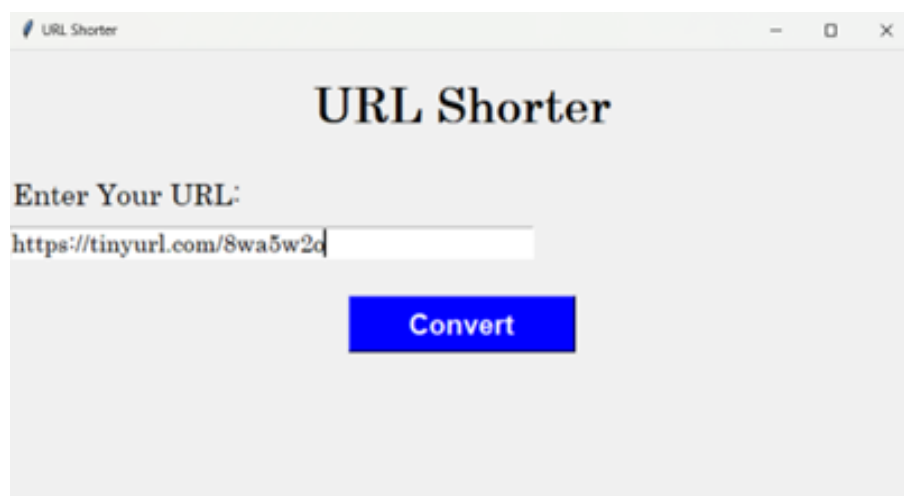 URL Shorter
URL Shorter
Enter Your URL:
https://tinyurl.com/8wa5w2o
Convert